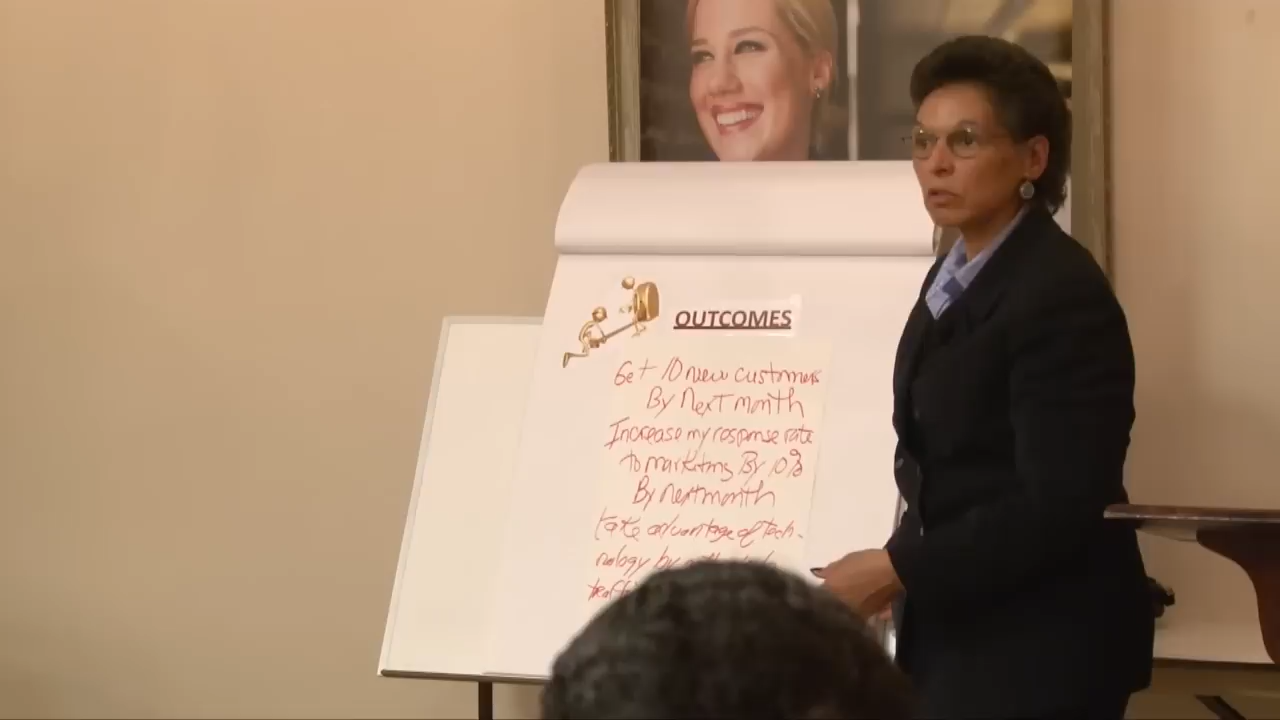 OUTCOMES
Get 10 new customers
By Next month
Increase my response rate
to marketing By 10%
By next month
take advantage of tech-
nology by